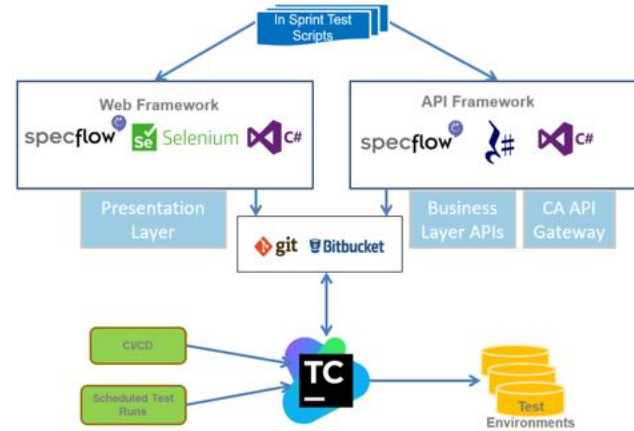 In Sprint Test
Scripts
Web Framework
specflow
Se Selenium
C#
API Framework
specflow
#
C#
Presentation
Layer
Business
Layer APIs
CA API
Gateway
git
Bitbucket
CI/CD
Scheduled Test
Runs
TC
Test
Environments